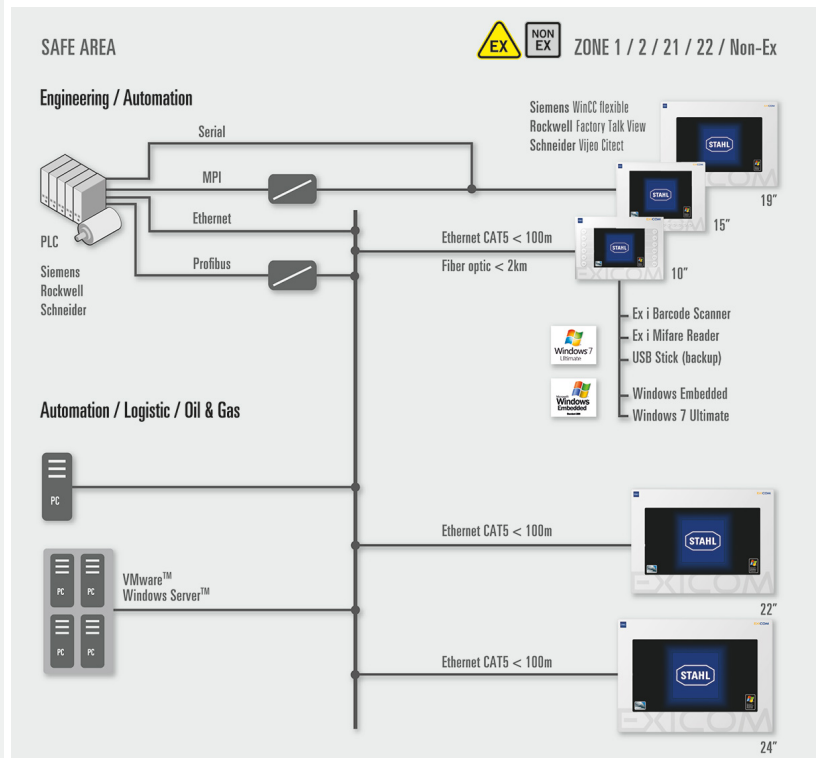 SAFE AREA
EX
NON
EX
ZONE 1 / 2 / 21 / 22 / Non-Ex
Engineering / Automation
Serial
MPI
Ethernet
Profibus
PLC
Siemens
Rockwell
Schneider
Siemens WinCC flexible
Rockwell Factory Talk View
Schneider Vijeo Citect
STAHL
19"
STAHL
15"
STAHL
EXICOM
10"
Ethernet CAT5 < 100m
Fiber optic < 2km
Ex i Barcode Scanner
Ex i Mifare Reader
USB Stick (backup)
Windows Embedded
Windows 7 Ultimate
Windows 7
Ultimate
Windows
Embedded
Automation / Logistic / Oil & Gas
PC
PC
PC
PC
PC
VMware™
Windows Server™
Ethernet CAT5 < 100m
STAHL
EXICOM
22"
Ethernet CAT5 < 100m
STAHL
EXICOM
24"